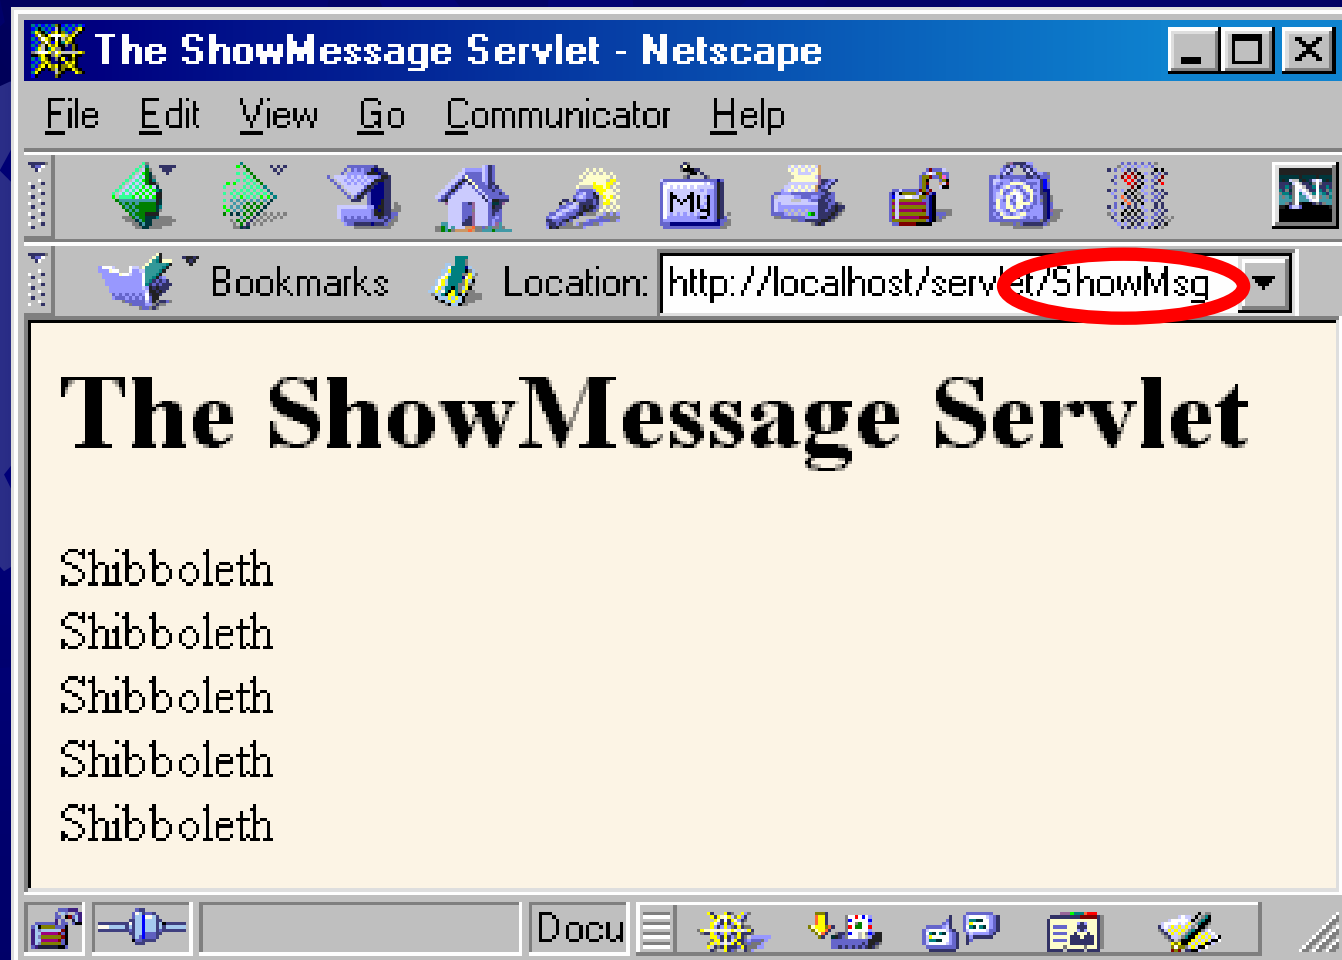 The ShowMessage Servlet - Netscape
File Edit View Go Communicator Help
My
N
Bookmarks Location: http://localhost/servlet/ShowMsg
The ShowMessage Servlet
Shibboleth
Shibboleth
Shibboleth
Shibboleth
Shibboleth
Docu